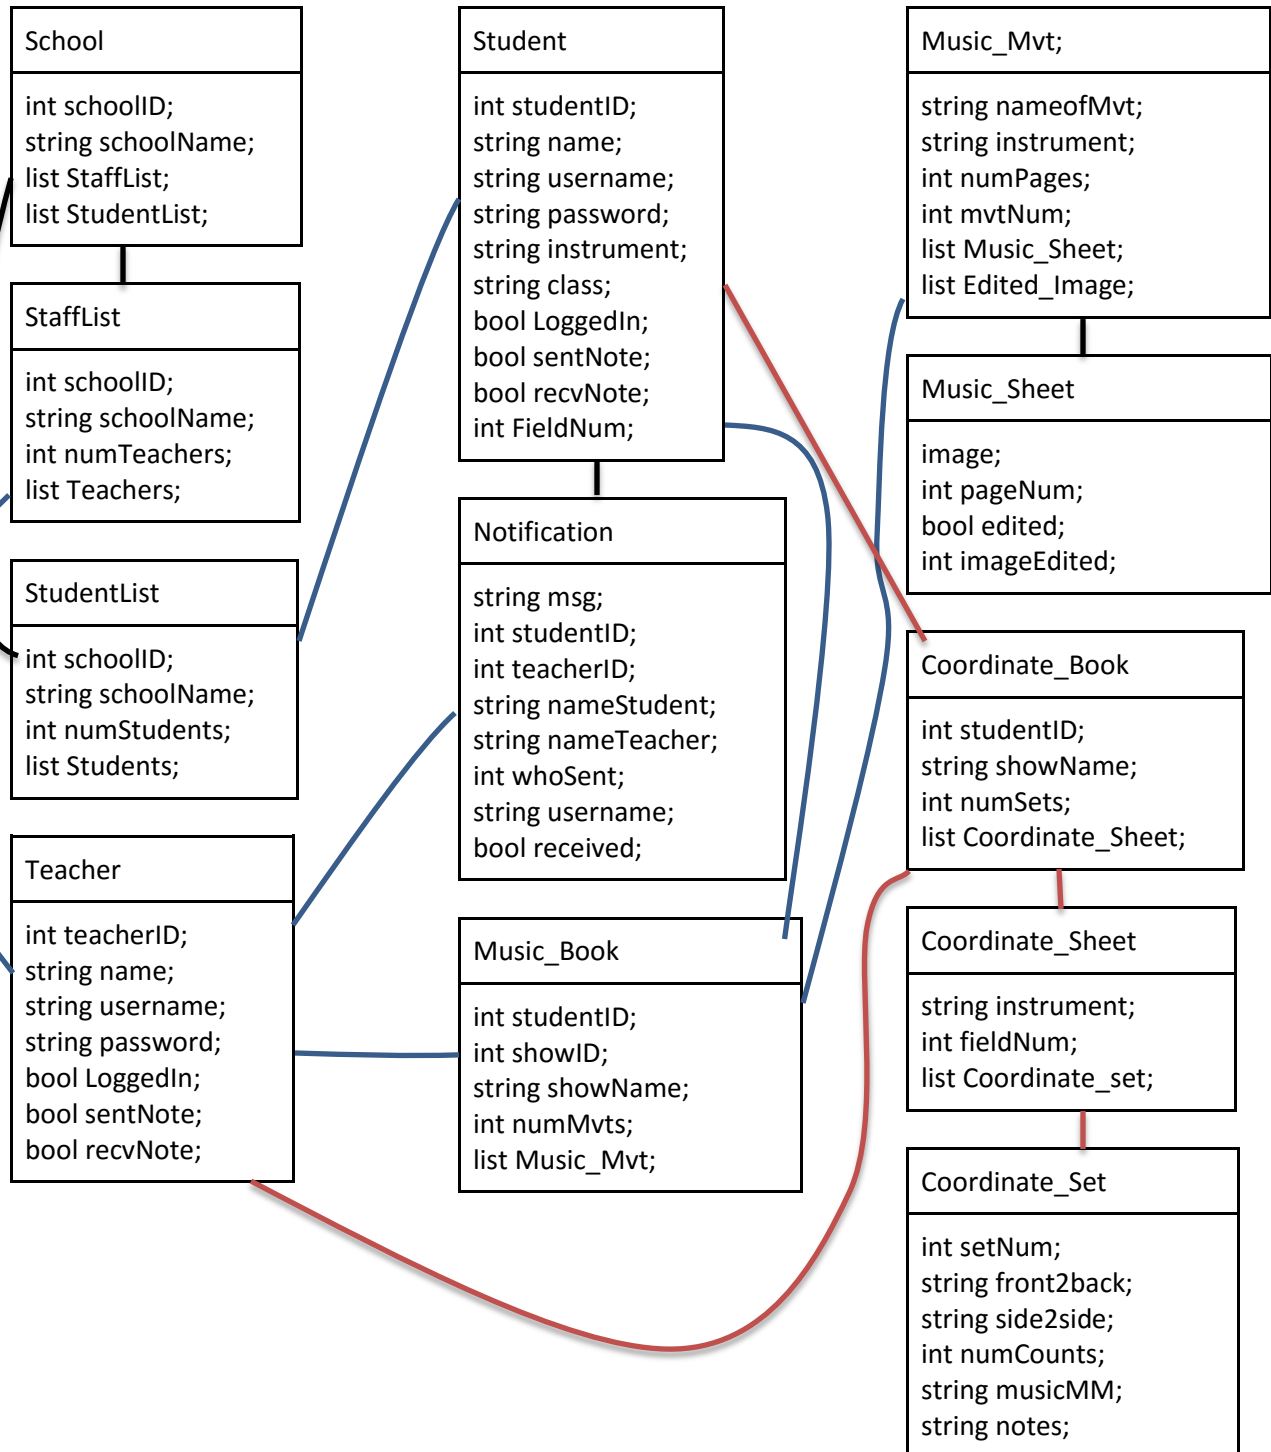 School
int schoolID;
string schoolName;
list StaffList;
list StudentList;
StaffList
int schoolID;
string schoolName;
int numTeachers;
list Teachers;
StudentList
int schoolID;
string schoolName;
int numStudents;
list Students;
Teacher
int teacherID;
string name;
string username;
string password;
bool LoggedIn;
bool sentNote;
bool recvNote;
Student
int studentID;
string name;
string username;
string password;
string instrument;
string class;
bool LoggedIn;
bool sentNote;
bool recvNote;
int FieldNum;
Notification
string msg;
int studentID;
int teacherID;
string nameStudent;
string nameTeacher;
int whoSent;
string username;
bool received;
Music_Book
int studentID;
int showID;
string showName;
int numMvts;
list Music_Mvt;
Music_Mvt;
string nameofMvt;
string instrument;
int numPages;
int mvtNum;
list Music_Sheet;
list Edited_Image;
Music_Sheet
image;
int pageNum;
bool edited;
int imageEdited;
Coordinate_Book
int studentID;
string showName;
int numSets;
list Coordinate_Sheet;
Coordinate_Sheet
string instrument;
int fieldNum;
list Coordinate_set;
Coordinate_Set
int setNum;
string front2back;
string side2side;
int numCounts;
string musicMM;
string notes;